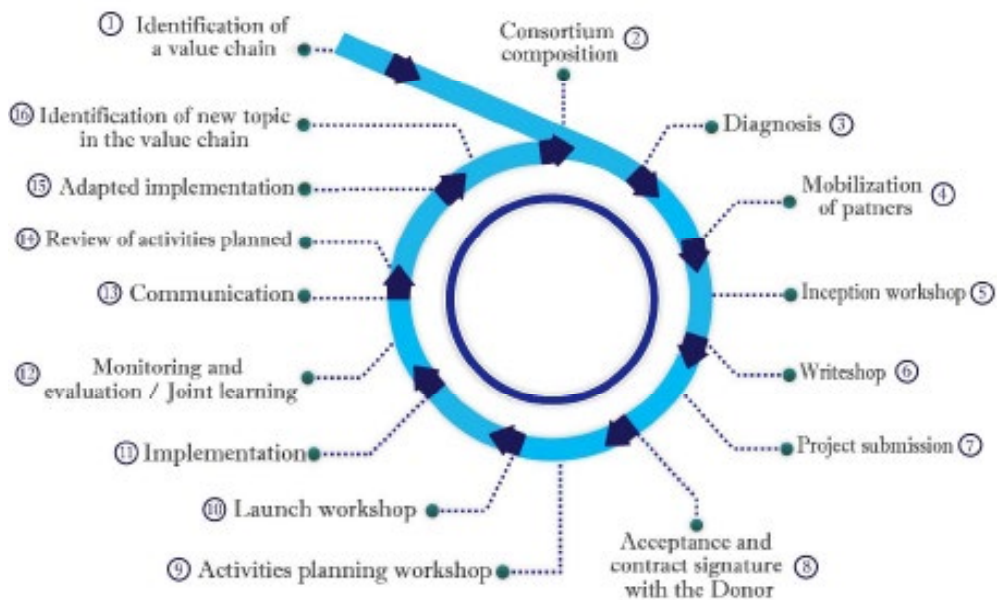 ① Identification of
a value chain
Consortium ②
composition
Diagnosis ③
Mobilization ④
of patners
Inception workshop ⑤
Writeshop ⑥
Project submission ⑦
Acceptance and
contract signature ⑧
with the Donor
⑨ Activities planning workshop
⑩ Launch workshop
⑪ Implementation
⑫ Monitoring and
evaluation / Joint learning
⑬ Communication
⑭ Review of activities planned
⑮ Adapted implementation
⑯ Identification of new topic
in the value chain